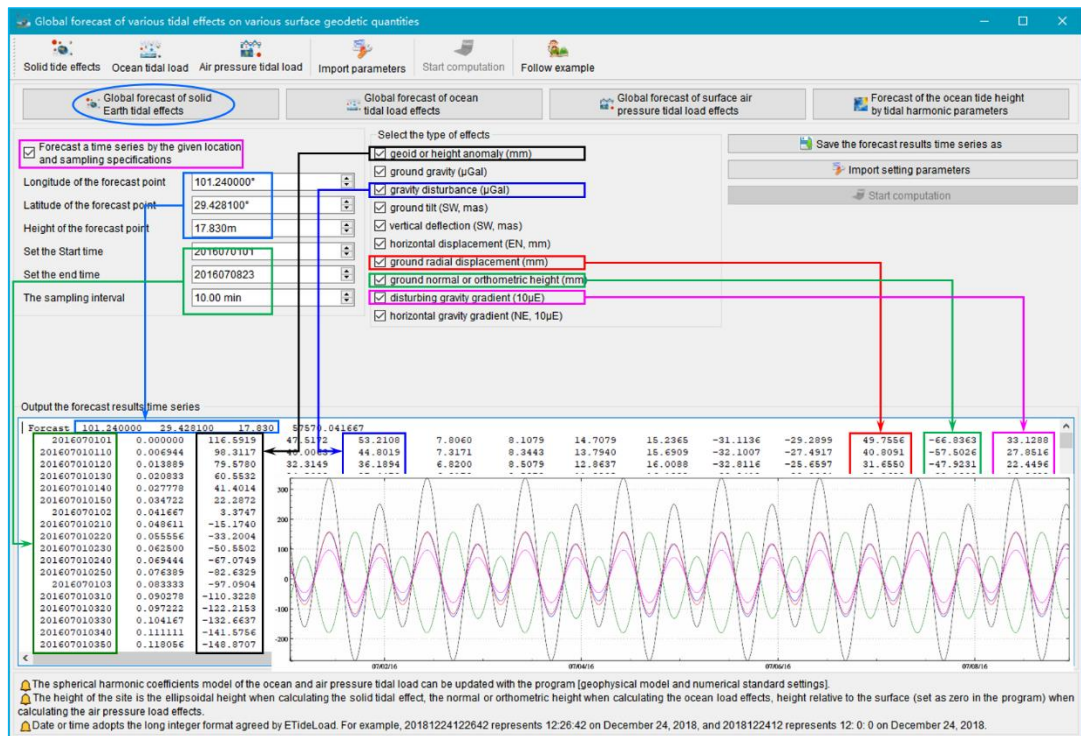 Global forecast of various tidal effects on various surface geodetic quantities
Solid tide effects Ocean tidal load Air pressure tidal load Import parameters Start computation Follow example
Global forecast of solid Earth tidal effects
Global forecast of ocean tidal load effects
Global forecast of surface air pressure tidal load effects
Forecast of the ocean tide height by tidal harmonic parameters
Forecast a time series by the given location and sampling specifications
Longitude of the forecast point 101.240000°
Latitude of the forecast point 29.428100°
Height of the forecast point 17.830m
Set the Start time 2016070101
Set the end time 2016070823
The sampling interval 10.00 min
Select the type of effects
geoid or height anomaly (mm)
ground gravity (μGal)
gravity disturbance (μGal)
ground tilt (SW, mas)
vertical deflection (SW, mas)
horizontal displacement (EN, mm)
ground radial displacement (mm)
ground normal or orthometric height (mm)
disturbing gravity gradient (10μE)
horizontal gravity gradient (NE, 10μE)
Save the forecast results time series as
Import setting parameters
Start computation
Output the forecast results time series
Forcast 101.240000 29.428100 17.830 57570.041667
2016070101 0.000000 116.5919 47.5172 53.2108 7.8060 8.1079 14.7079 15.2365 -31.1136 -29.2899 49.7556 -66.8363 33.1288
201607010110 0.006944 98.3117 44.8019 7.3171 8.3443 13.7940 15.6909 -32.1007 -27.4917 40.8091 -57.5026 27.8516
201607010120 0.013889 79.5780 32.3149 36.1894 6.8200 8.5079 12.8637 16.0088 -32.8116 -25.6597 31.6550 -47.9231 22.4496
201607010130 0.020833 60.5532
201607010140 0.027778 41.4014
201607010150 0.034722 22.2872
2016070102 0.041667 3.3747
201607010210 0.048611 -15.1740
201607010220 0.055556 -33.2004
201607010230 0.062500 -50.5502
201607010240 0.069444 -67.0749
201607010250 0.076389 -82.6329
2016070103 0.083333 -97.0904
201607010310 0.090278 -110.3228
201607010320 0.097222 -122.2153
201607010330 0.104167 -132.6637
201607010340 0.111111 -141.5756
201607010350 0.118056 -148.8707
300
200
100
0
-100
-200
07/02/16 07/04/16 07/06/16 07/08/16
The spherical harmonic coefficients model of the ocean and air pressure tidal load can be updated with the program [geophysical model and numerical standard settings].
The height of the site is the ellipsoidal height when calculating the solid tidal effect, the normal or orthometric height when calculating the ocean load effects, height relative to the surface (set as zero in the program) when
calculating the air pressure load effects.
Date or time adopts the long integer format agreed by ETideLoad. For example, 20181224122642 represents 12:26:42 on December 24, 2018, and 2018122412 represents 12: 0: 0 on December 24, 2018.